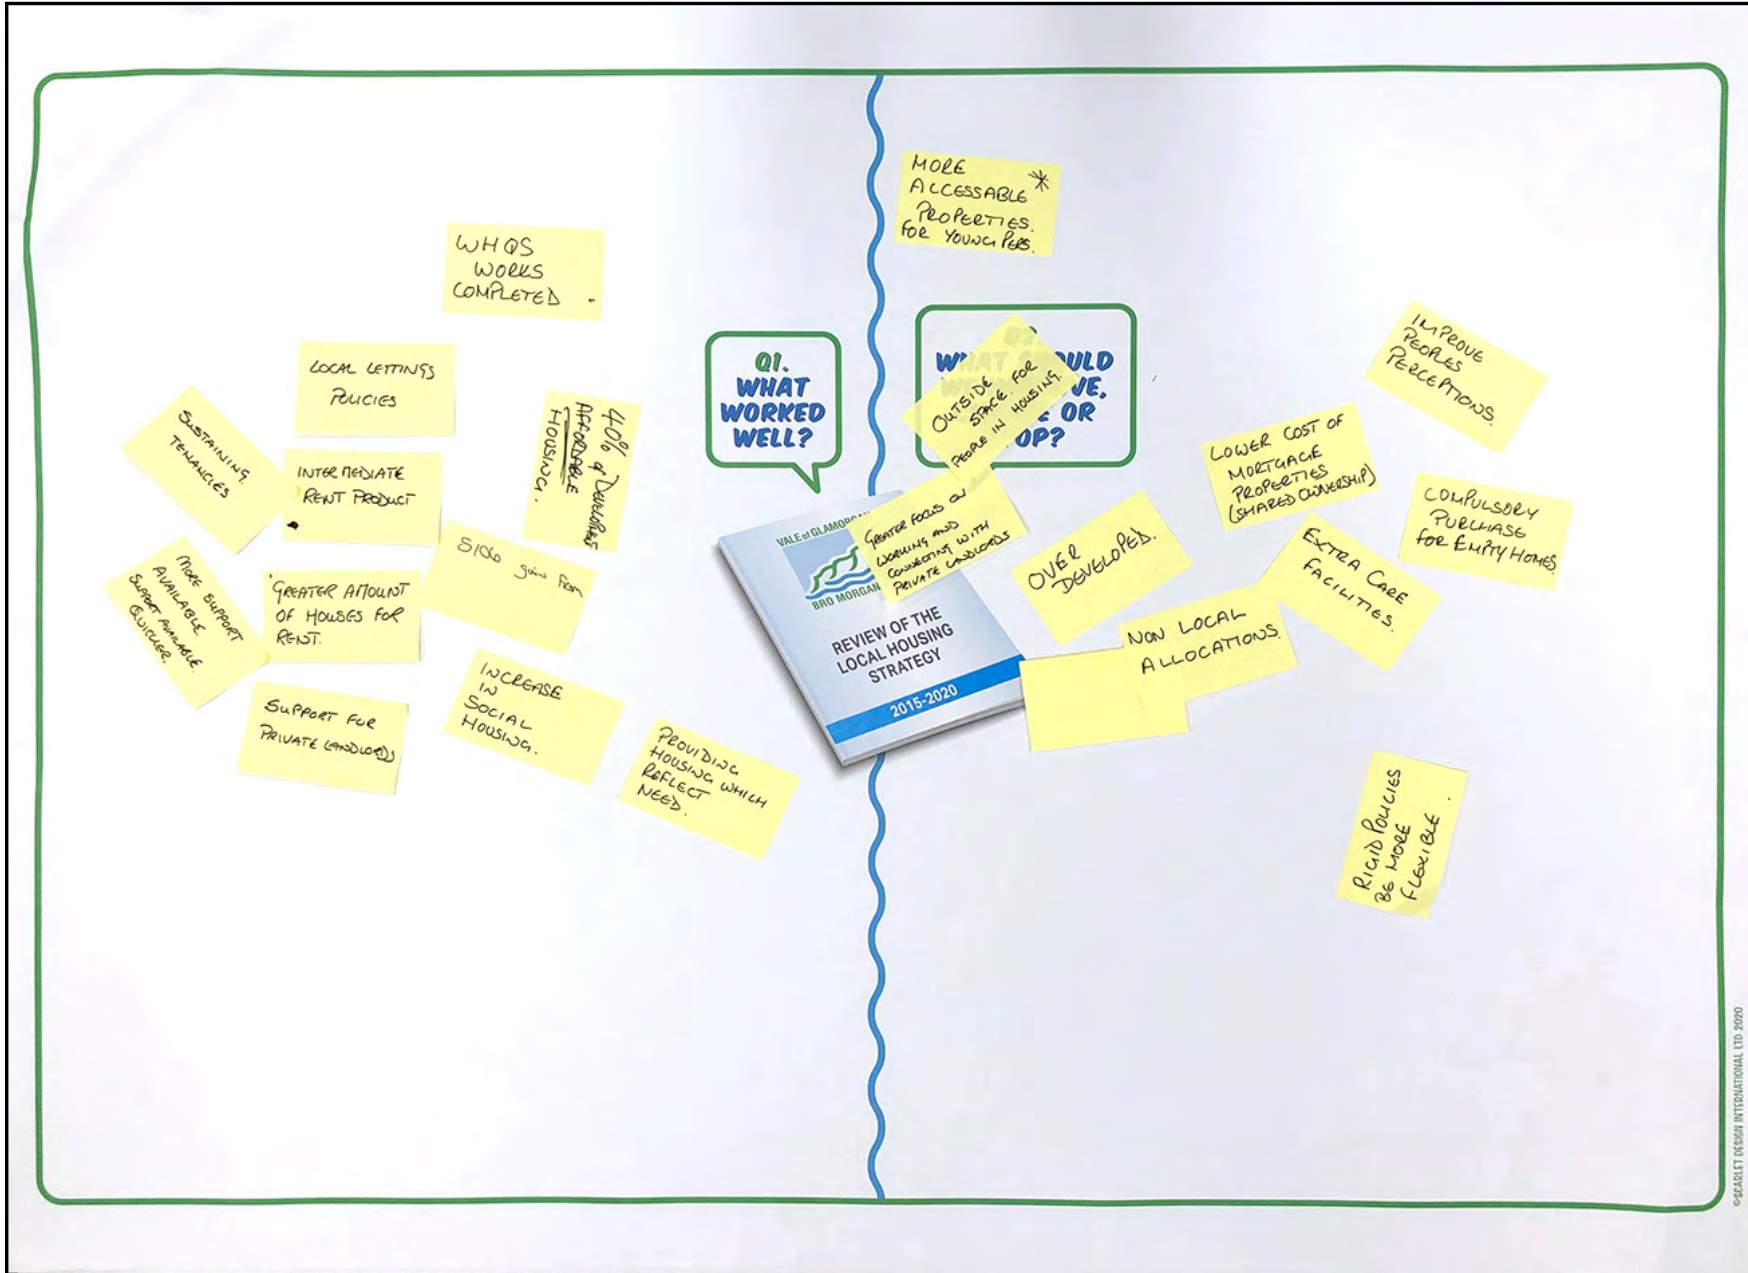 WHQS
WORKS
COMPLETED
LOCAL LETTINGS
POLICIES
SUSTAINING
TENANCIES
INTERMEDIATE
RENT PRODUCT
40% of
AFFORDABLE
HOUSING.
MORE SUPPORT
AVAILABLE
SUPPORT AVAILABLE
QUICKER.
GREATER AMOUNT
OF HOUSES FOR
RENT.
S106 from
SUPPORT FOR
PRIVATE LANDLORDS
INCREASE
IN
SOCIAL
HOUSING.
PROVIDING
HOUSING WHICH
REFLECT
NEED.
Q1.
WHAT
WORKED
WELL?
VALE of GLAMORGAN
BRO MORGAN
REVIEW OF THE
LOCAL HOUSING
STRATEGY
2015-2020
MORE *
ACCESSABLE
PROPERTIES.
FOR YOUNG PERS.
Q2.
WHAT SHOULD
OR
OUTSIDE
SPACE FOR
PEOPLE IN HOUSING.
GREATER FOCUS ON
WORKING AND
CONNECTING WITH
PRIVATE LANDLORDS
OVER
DEVELOPED.
NON LOCAL
ALLOCATIONS.
LOWER COST OF
MORTGAGE
PROPERTIES
(SHARED OWNERSHIP)
IMPROVE
PEOPLES
PERCEPTIONS.
COMPULSORY
PURCHASE
FOR EMPTY HOMES.
EXTRA CARE
FACILITIES.
RIGID POLICIES
BE MORE
FLEXIBLE.
©SCARLET DESIGN INTERNATIONAL LTD 2020